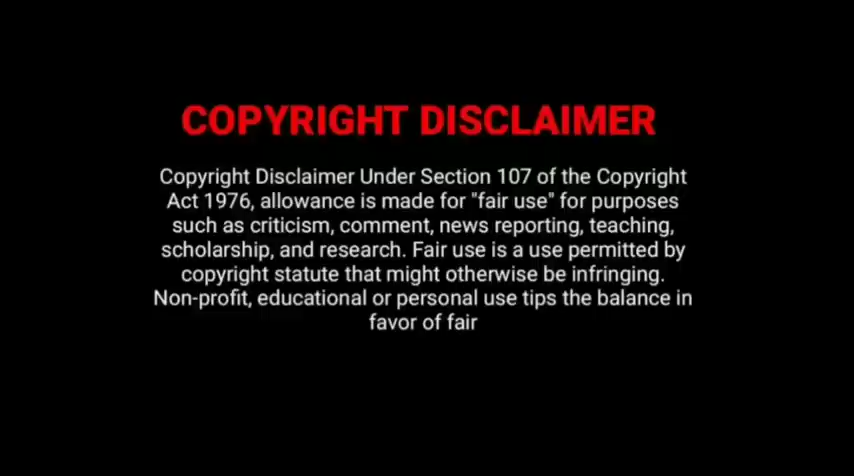 COPYRIGHT DISCLAIMER
Copyright Disclaimer Under Section 107 of the Copyright
Act 1976, allowance is made for "fair use" for purposes
such as criticism, comment, news reporting, teaching,
scholarship, and research. Fair use is a use permitted by
copyright statute that might otherwise be infringing.
Non-profit, educational or personal use tips the balance in
favor of fair